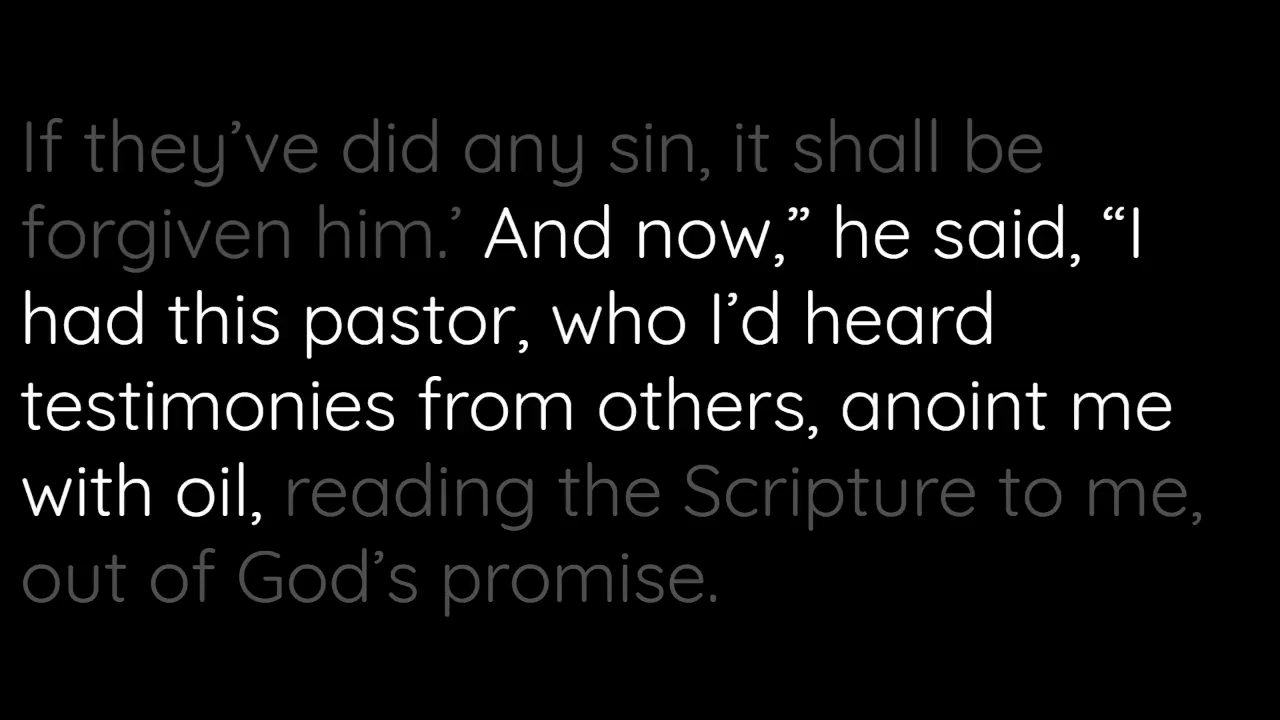 If they’ve did any sin, it shall be
forgiven him.’ And now,” he said, “I
had this pastor, who I’d heard
testimonies from others, anoint me
with oil, reading the Scripture to me,
out of God’s promise.